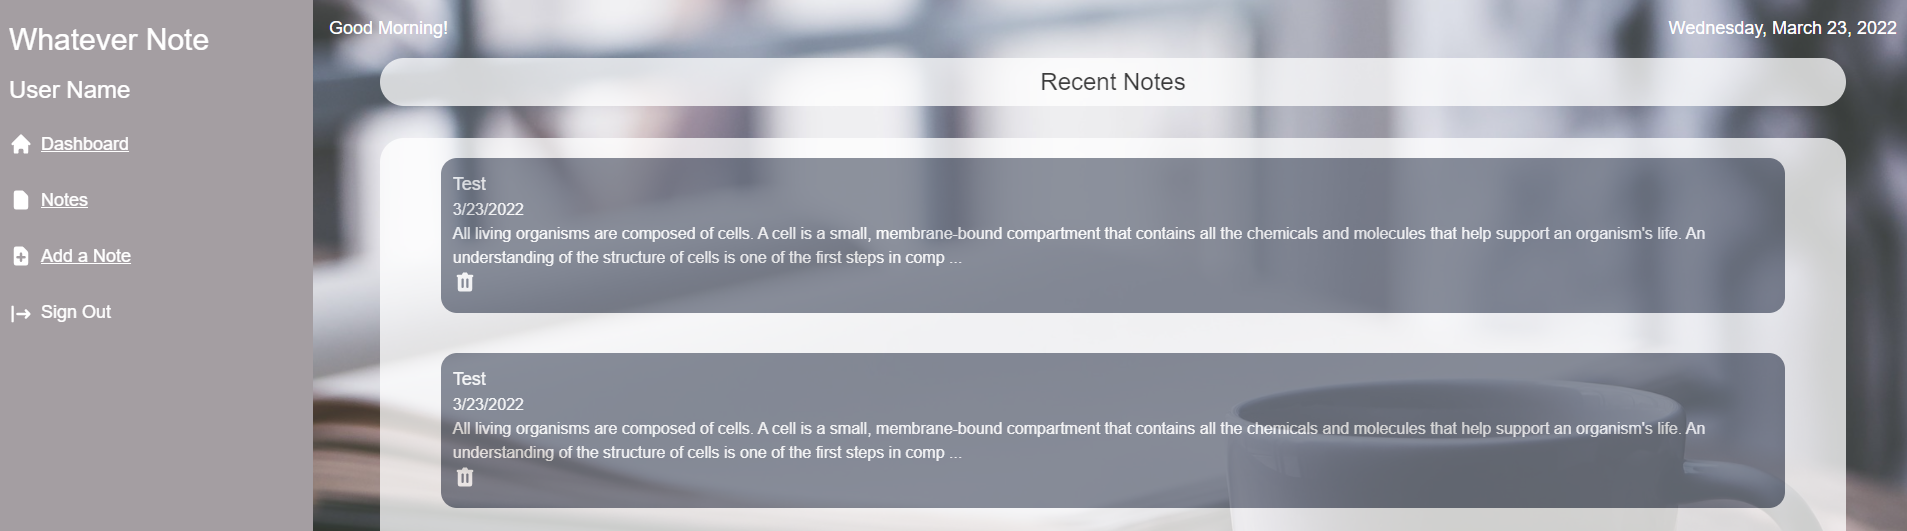 Whatever Note
User Name
Dashboard
Notes
Add a Note
Sign Out
Good Morning!
Wednesday, March 23, 2022
Recent Notes
Test
3/23/2022
All living organisms are composed of cells. A cell is a small, membrane-bound compartment that contains all the chemicals and molecules that help support an organism's life. An
understanding of the structure of cells is one of the first steps in comp ...
Test
3/23/2022
All living organisms are composed of cells. A cell is a small, membrane-bound compartment that contains all the chemicals and molecules that help support an organism's life. An
understanding of the structure of cells is one of the first steps in comp ...